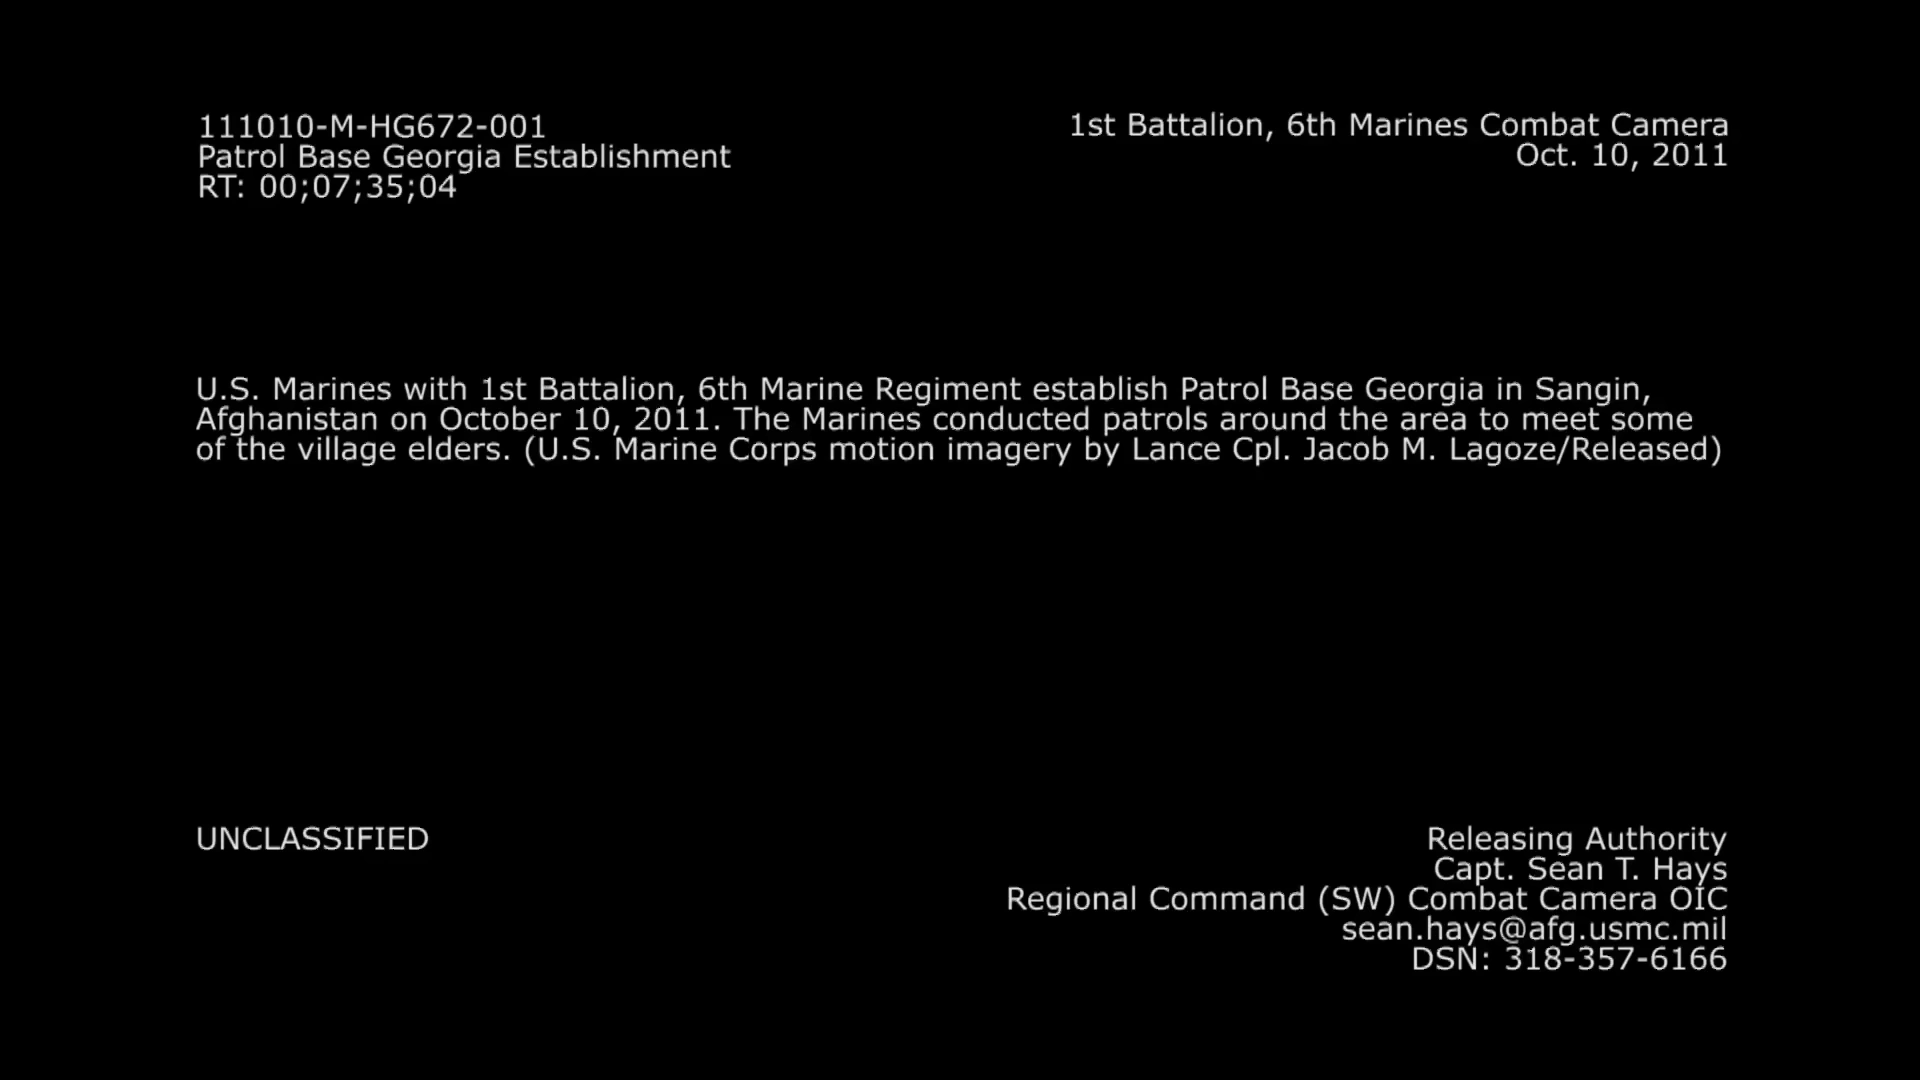 111010-M-HG672-001
Patrol Base Georgia Establishment
RT: 00;07;35;04
1st Battalion, 6th Marines Combat Camera
Oct. 10, 2011
U.S. Marines with 1st Battalion, 6th Marine Regiment establish Patrol Base Georgia in Sangin,
Afghanistan on October 10, 2011. The Marines conducted patrols around the area to meet some
of the village elders. (U.S. Marine Corps motion imagery by Lance Cpl. Jacob M. Lagoze/Released)
UNCLASSIFIED
Releasing Authority
Capt. Sean T. Hays
Regional Command (SW) Combat Camera OIC
sean.hays@afg.usmc.mil
DSN: 318-357-6166